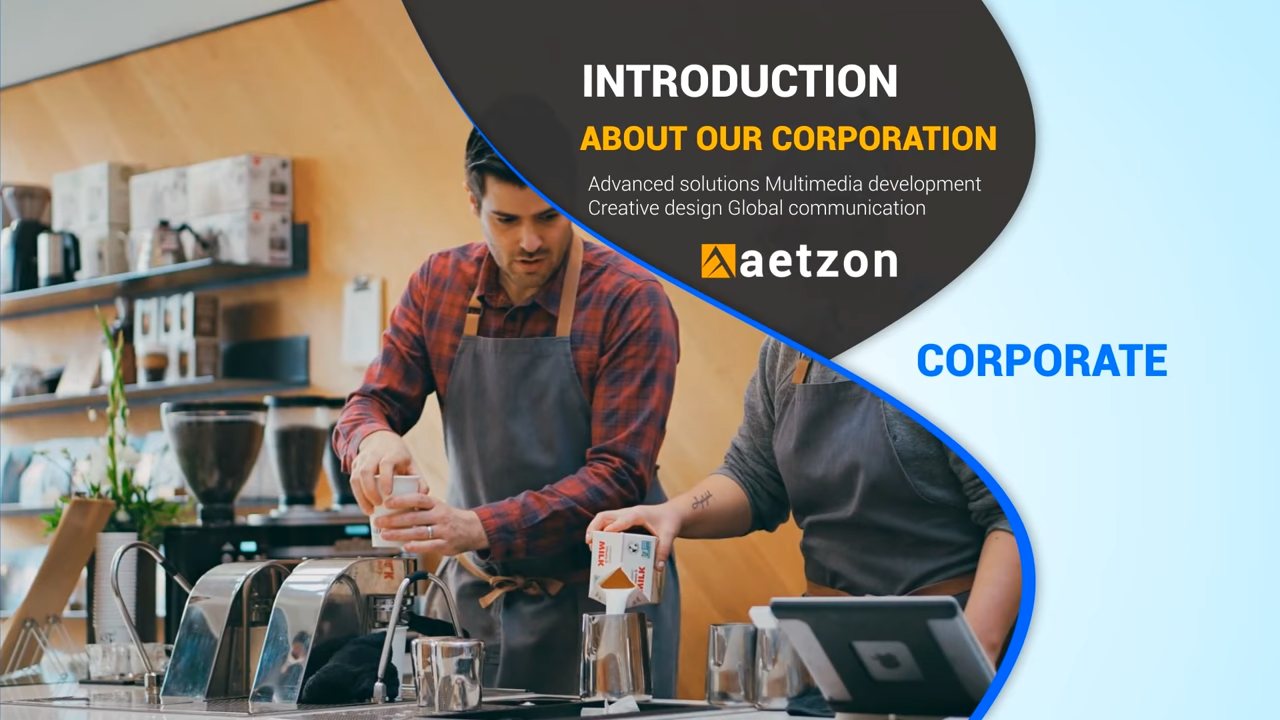 INTRODUCTION
ABOUT OUR CORPORATION
Advanced solutions Multimedia development
Creative design Global communication
aetzon
CORPORATE
MILK
MILK